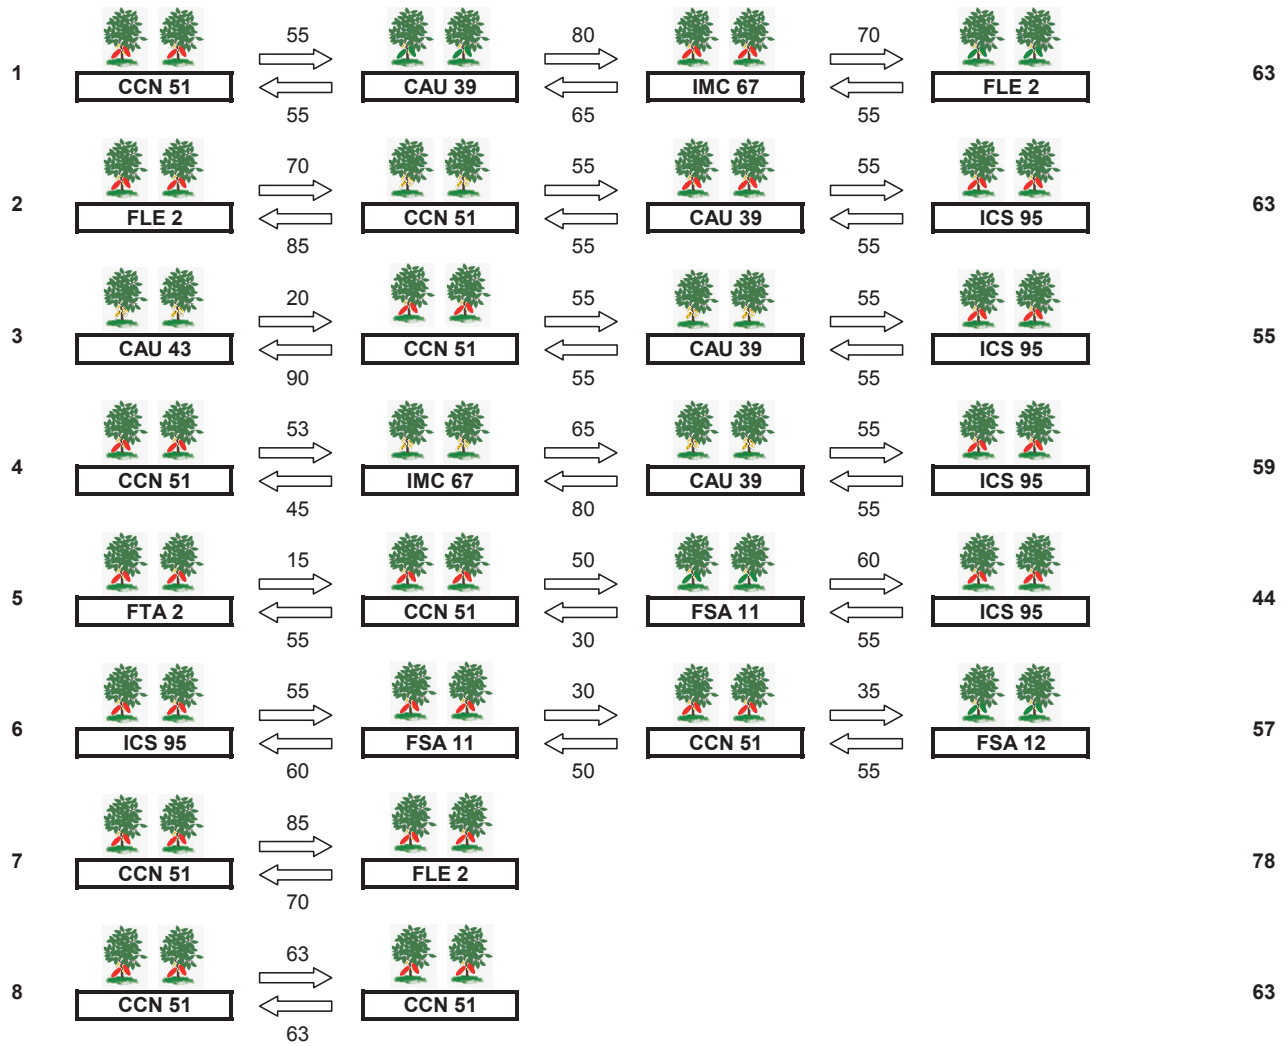 55 80 70
1 CCN 51 CAU 39 IMC 67 FLE 2 63
55 65 55
70 55 55
2 FLE 2 CCN 51 CAU 39 ICS 95 63
85 55 55
20 55 55
3 CAU 43 CCN 51 CAU 39 ICS 95 55
90 55 55
53 65 55
4 CCN 51 IMC 67 CAU 39 ICS 95 59
45 80 55
15 50 60
5 FTA 2 CCN 51 FSA 11 ICS 95 44
55 30 55
55 30 35
6 ICS 95 FSA 11 CCN 51 FSA 12 57
60 50 55
85
7 CCN 51 FLE 2 78
70
63
8 CCN 51 CCN 51 63
63